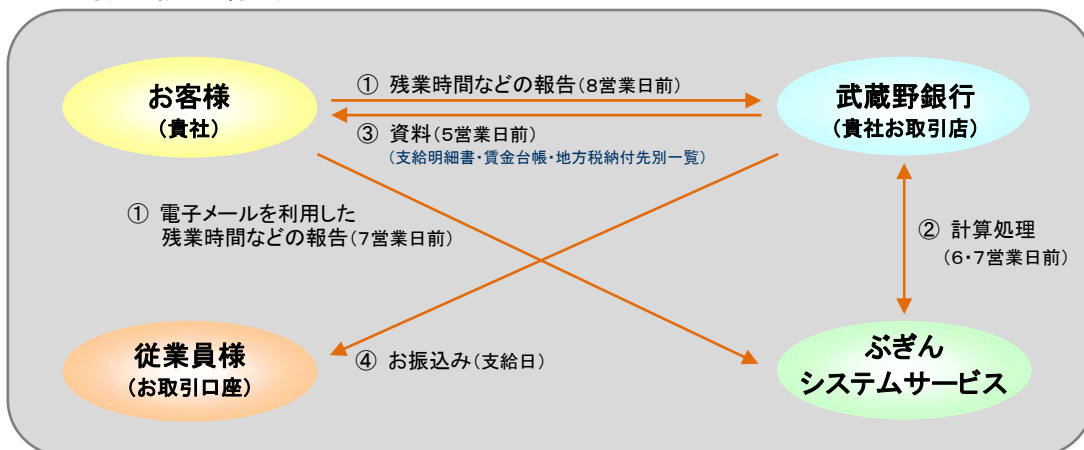 お客様
(貴社)
① 残業時間などの報告(8営業日前)
③ 資料(5営業日前)
(支給明細書・賃金台帳・地方税納付先別一覧)
武蔵野銀行
(貴社お取引店)
① 電子メールを利用した
残業時間などの報告(7営業日前)
② 計算処理
(6・7営業日前)
従業員様
(お取引口座)
④ お振込み(支給日)
ぶぎん
システムサービス